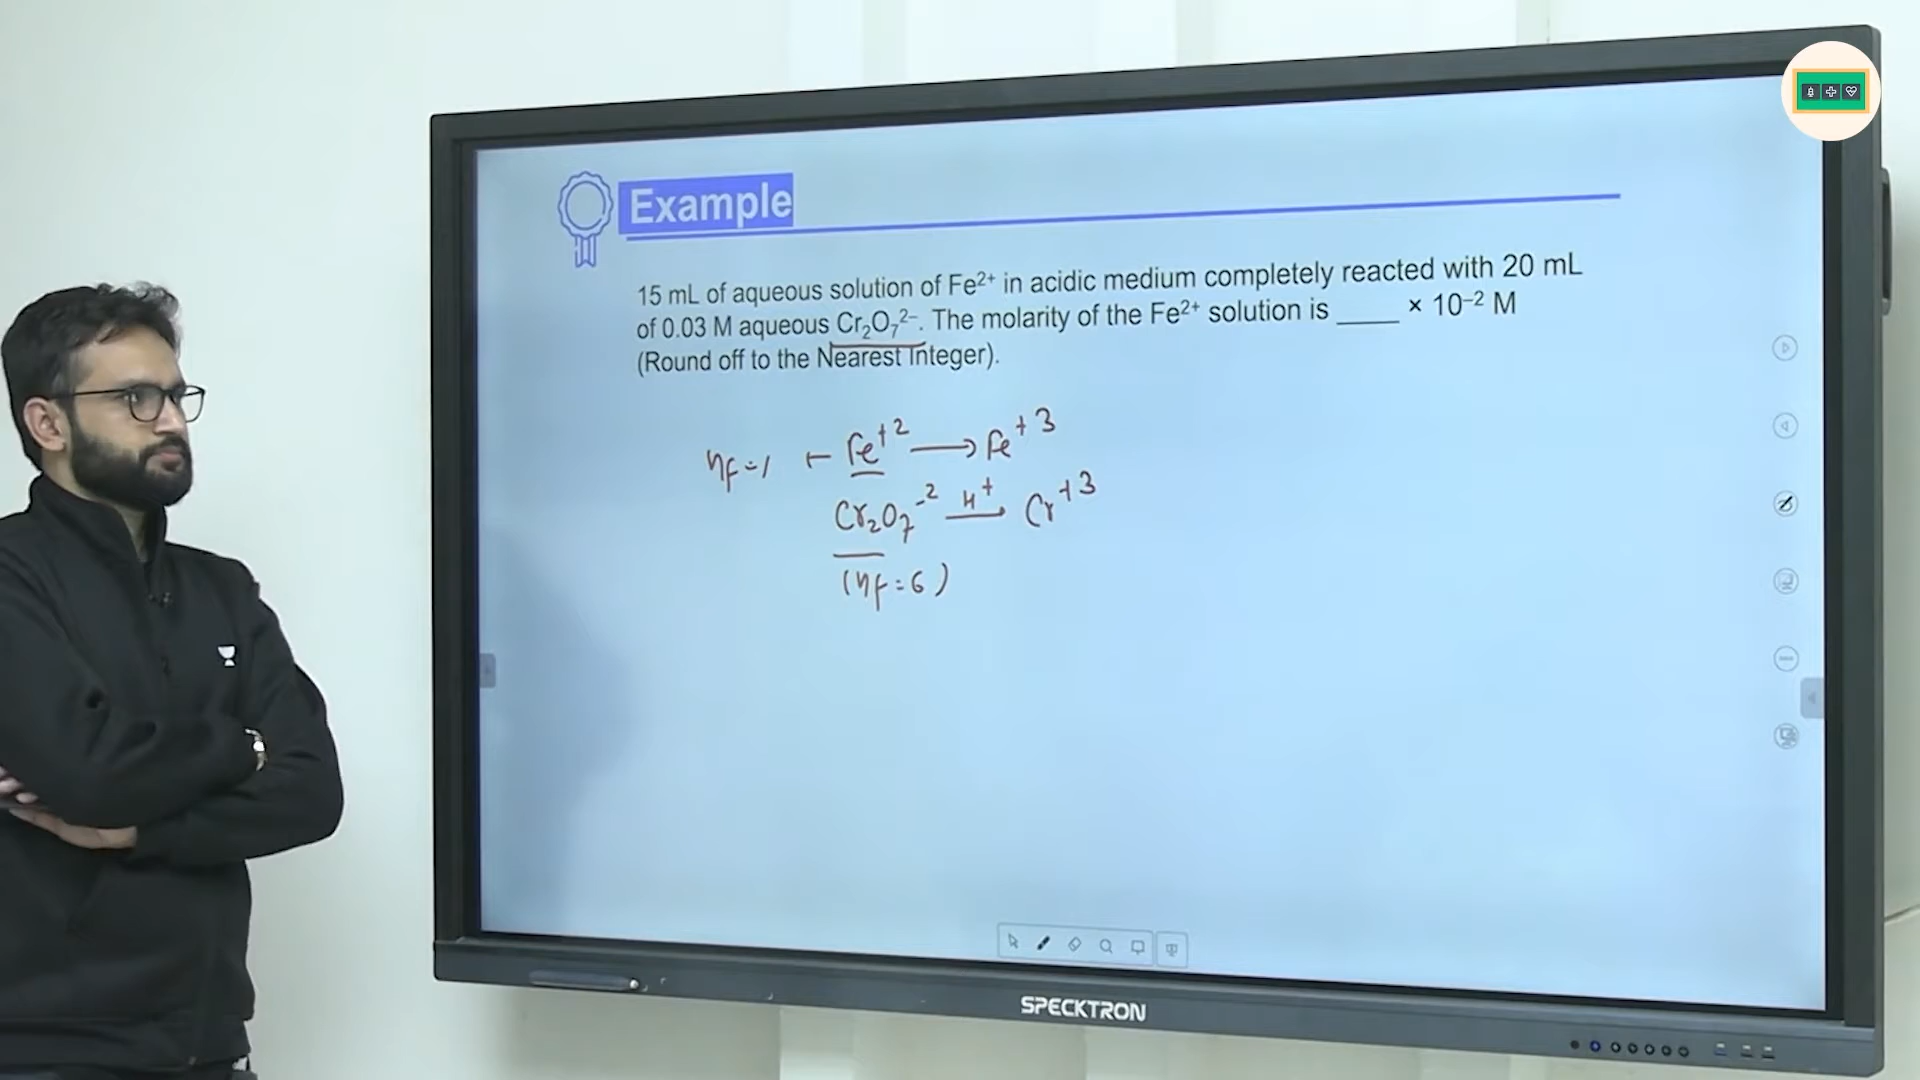 Example
15 mL of aqueous solution of Fe²⁺ in acidic medium completely reacted with 20 mL
of 0.03 M aqueous Cr₂O₇²⁻. The molarity of the Fe²⁺ solution is ____ × 10⁻² M
(Round off to the Nearest Integer).
ηf=1 ← Fe⁺² → Fe⁺³
Cr₂O₇⁻² H⁺→ Cr⁺³
(ηf=6)
SPECKTRON